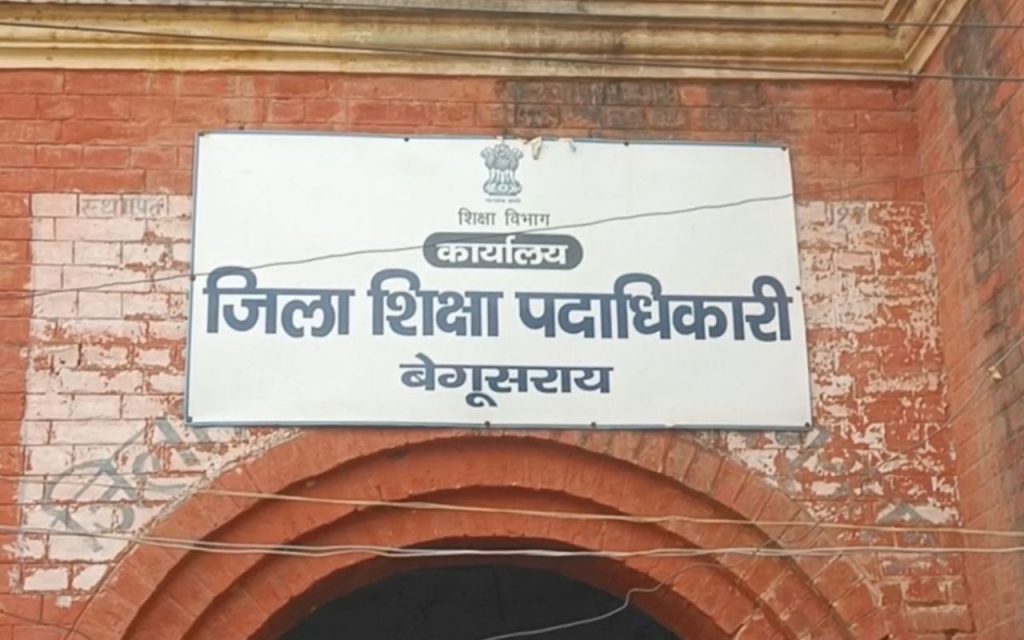 स्थापित
शिक्षा विभाग
कार्यालय
जिला शिक्षा पदाधिकारी
बेगूसराय